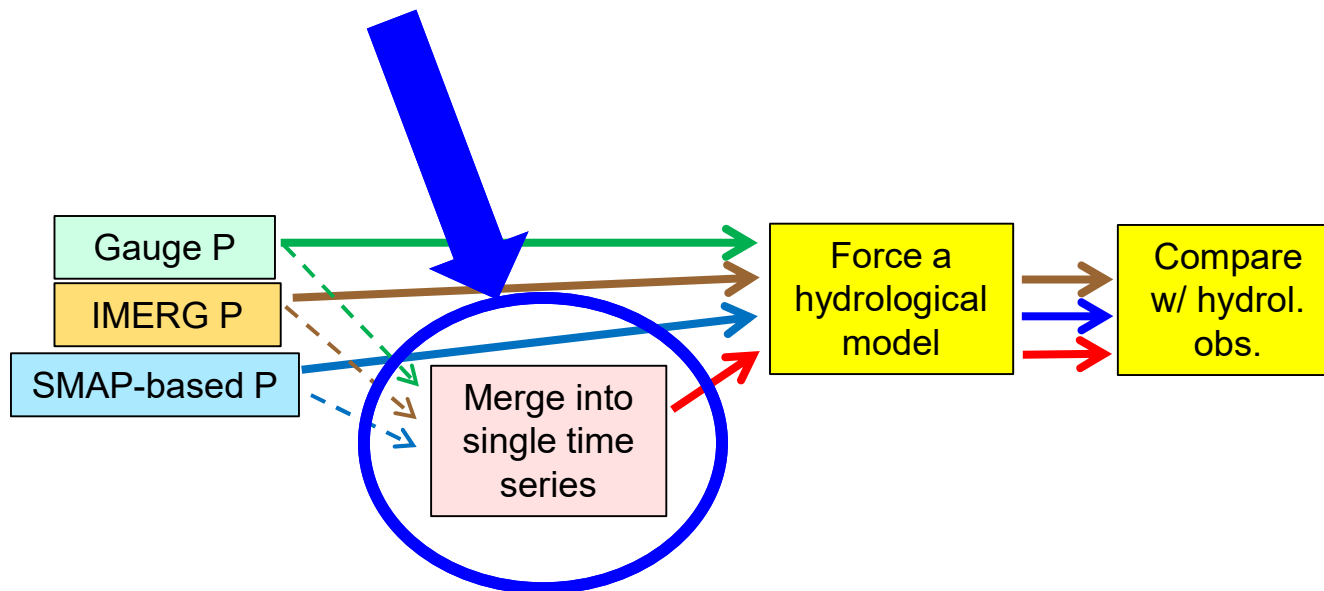 Gauge P
IMERG P
SMAP-based P
Merge into
single time
series
Force a
hydrological
model
Compare
w/ hydrol.
obs.